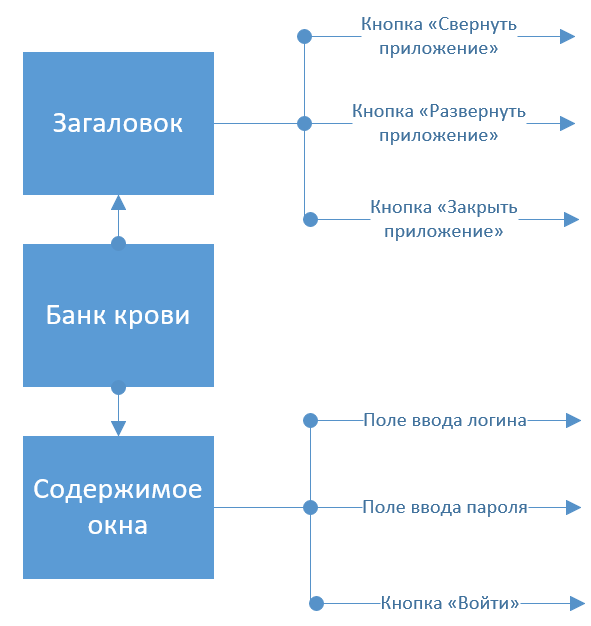 Кнопка «Свернуть
приложение»
Загаловок
Кнопка «Развернуть
приложение»
Кнопка «Закрыть
приложение»
Банк крови
Поле ввода логина
Содержимое
окна
Поле ввода пароля
Кнопка «Войти»